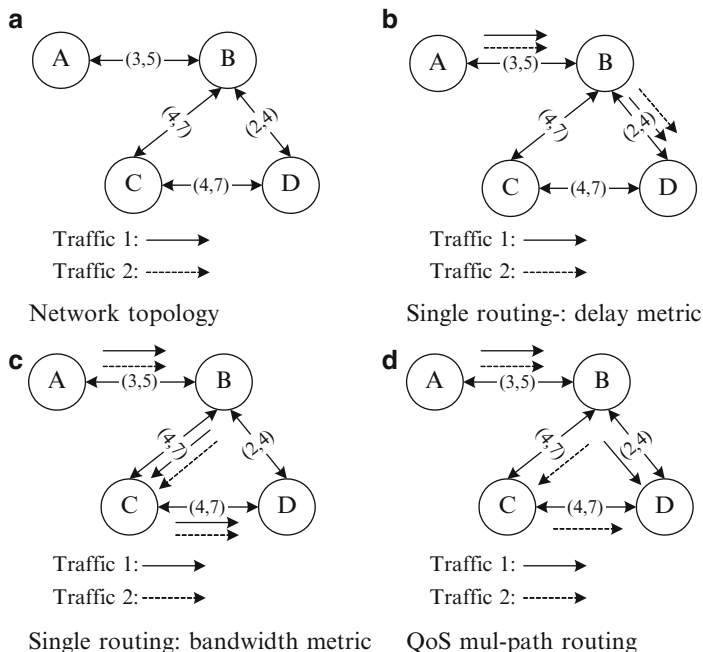 a
A (3,5) B
(4,7) (2,4)
C (4,7) D
Traffic 1:
Traffic 2:
Network topology
b
A (3,5) B
(4,7) (2,4)
C (4,7) D
Traffic 1:
Traffic 2:
Single routing-: delay metric
c
A (3,5) B
(4,7) (2,4)
C (4,7) D
Traffic 1:
Traffic 2:
Single routing: bandwidth metric
d
A (3,5) B
(4,7) (2,4)
C (4,7) D
Traffic 1:
Traffic 2:
QoS mul-path routing